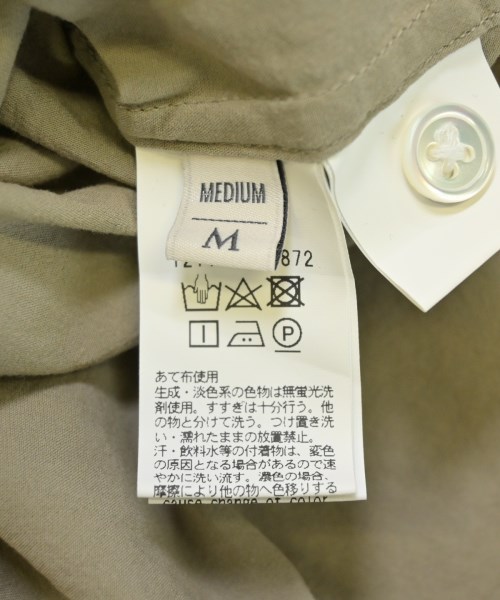 MEDIUM
M
872
P
あて布使用
生成・淡色系の色物は無蛍光洗
剤使用。すすぎは十分行う。他
の物と分けて洗う。つけ置き洗
い・濡れたままの放置禁止。
汗・飲料水等の付着物は、変色
の原因となる場合があるので速
やかに洗い流す。濃色の場合、
摩擦により他の物へ色移りする
cause change of color